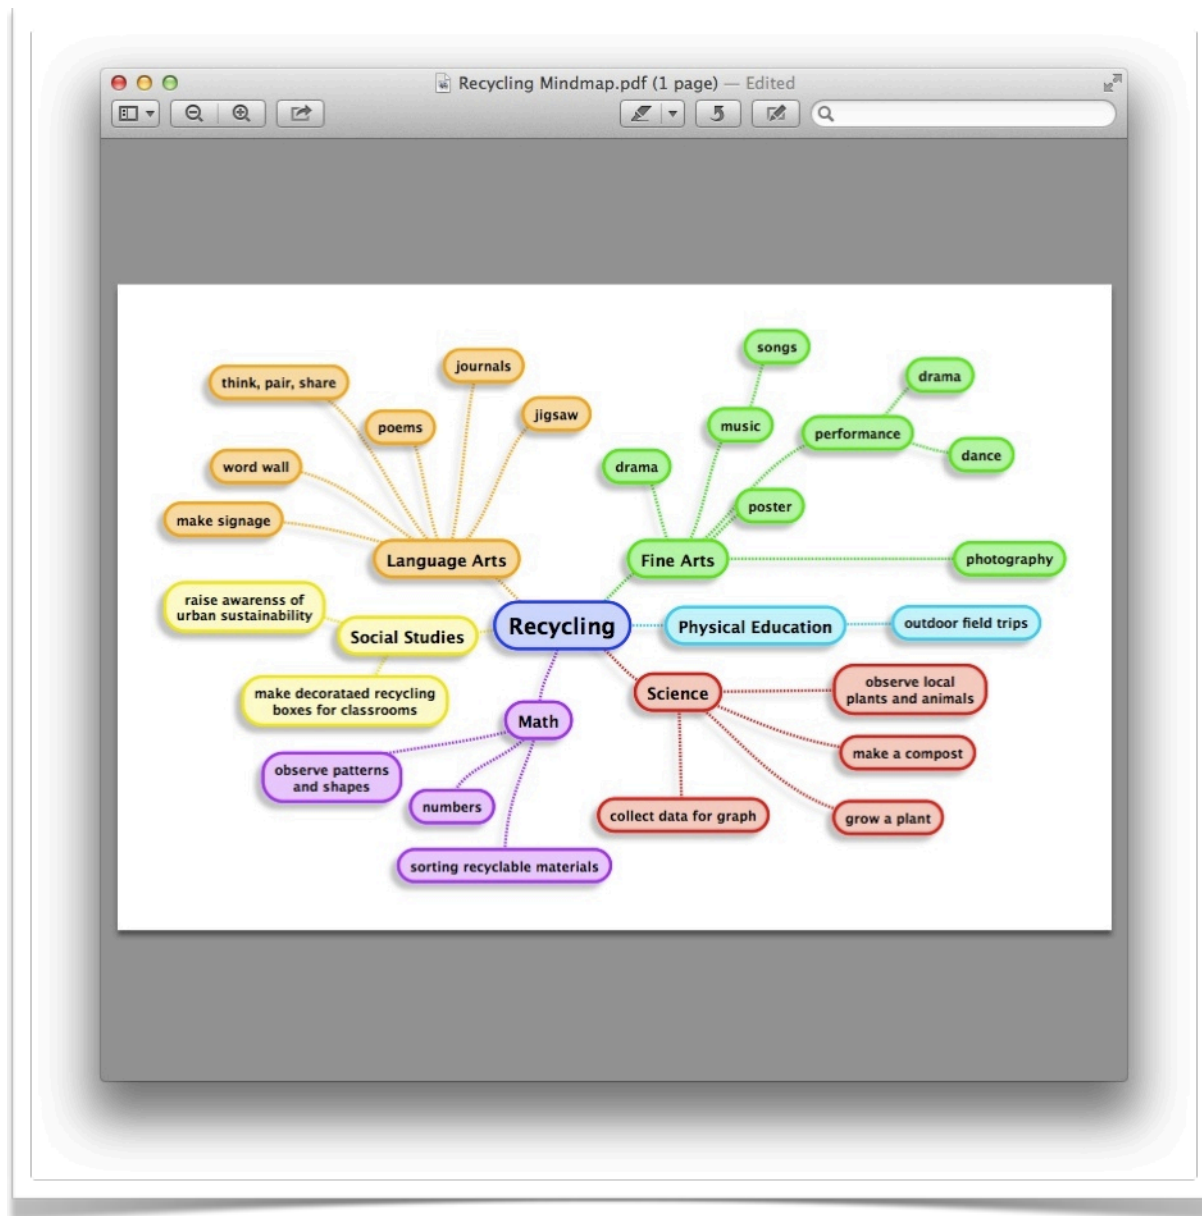 Recycling Mindmap.pdf (1 page) — Edited
songs
journals
drama
think, pair, share
jigsaw
music
poems
performance
dance
drama
word wall
poster
make signage
Language Arts
Fine Arts
photography
raise awarenss of
urban sustainability
Social Studies
Recycling
Physical Education
outdoor field trips
make decorataed recycling
boxes for classrooms
Science
observe local
plants and animals
Math
make a compost
observe patterns
and shapes
numbers
collect data for graph
grow a plant
sorting recyclable materials